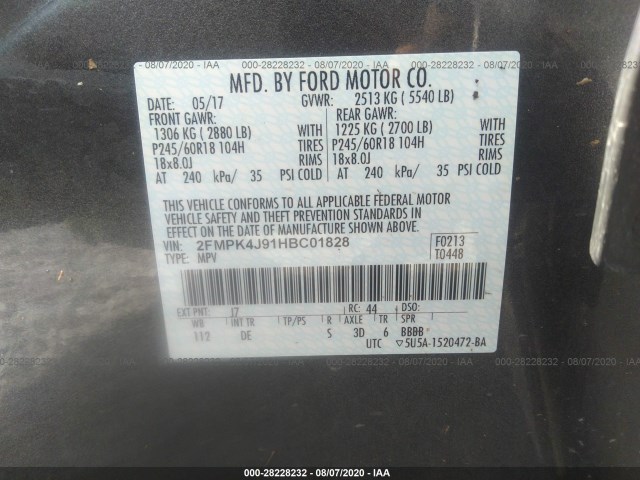 000-28228232 - 08/07/2020 - IAA
MFD. BY FORD MOTOR CO.
DATE: 05/17 GVWR: 2513 KG ( 5540 LB)
FRONT GAWR: REAR GAWR:
1306 KG ( 2880 LB) WITH 1225 KG ( 2700 LB) WITH
P245/60R18 104H TIRES P245/60R18 104H TIRES
18x8.0J RIMS 18x8.0J RIMS
AT 240 kPa/ 35 PSI COLD AT 240 kPa/ 35 PSI COLD
THIS VEHICLE CONFORMS TO ALL APPLICABLE FEDERAL MOTOR
VEHICLE SAFETY AND THEFT PREVENTION STANDARDS IN
EFFECT ON THE DATE OF MANUFACTURE SHOWN ABOVE.
VIN: 2FMPK4J91HBC01828 F0213
TYPE: MPV T0448
EXT PNT: J7 RC: 44 DSO:
WB INT TR TP/PS R AXLE TR SPR
112 DE S 3D 6 BBBB
UTC 5U5A-1520472-BA
000-28228232 - 08/07/2020 - IAA